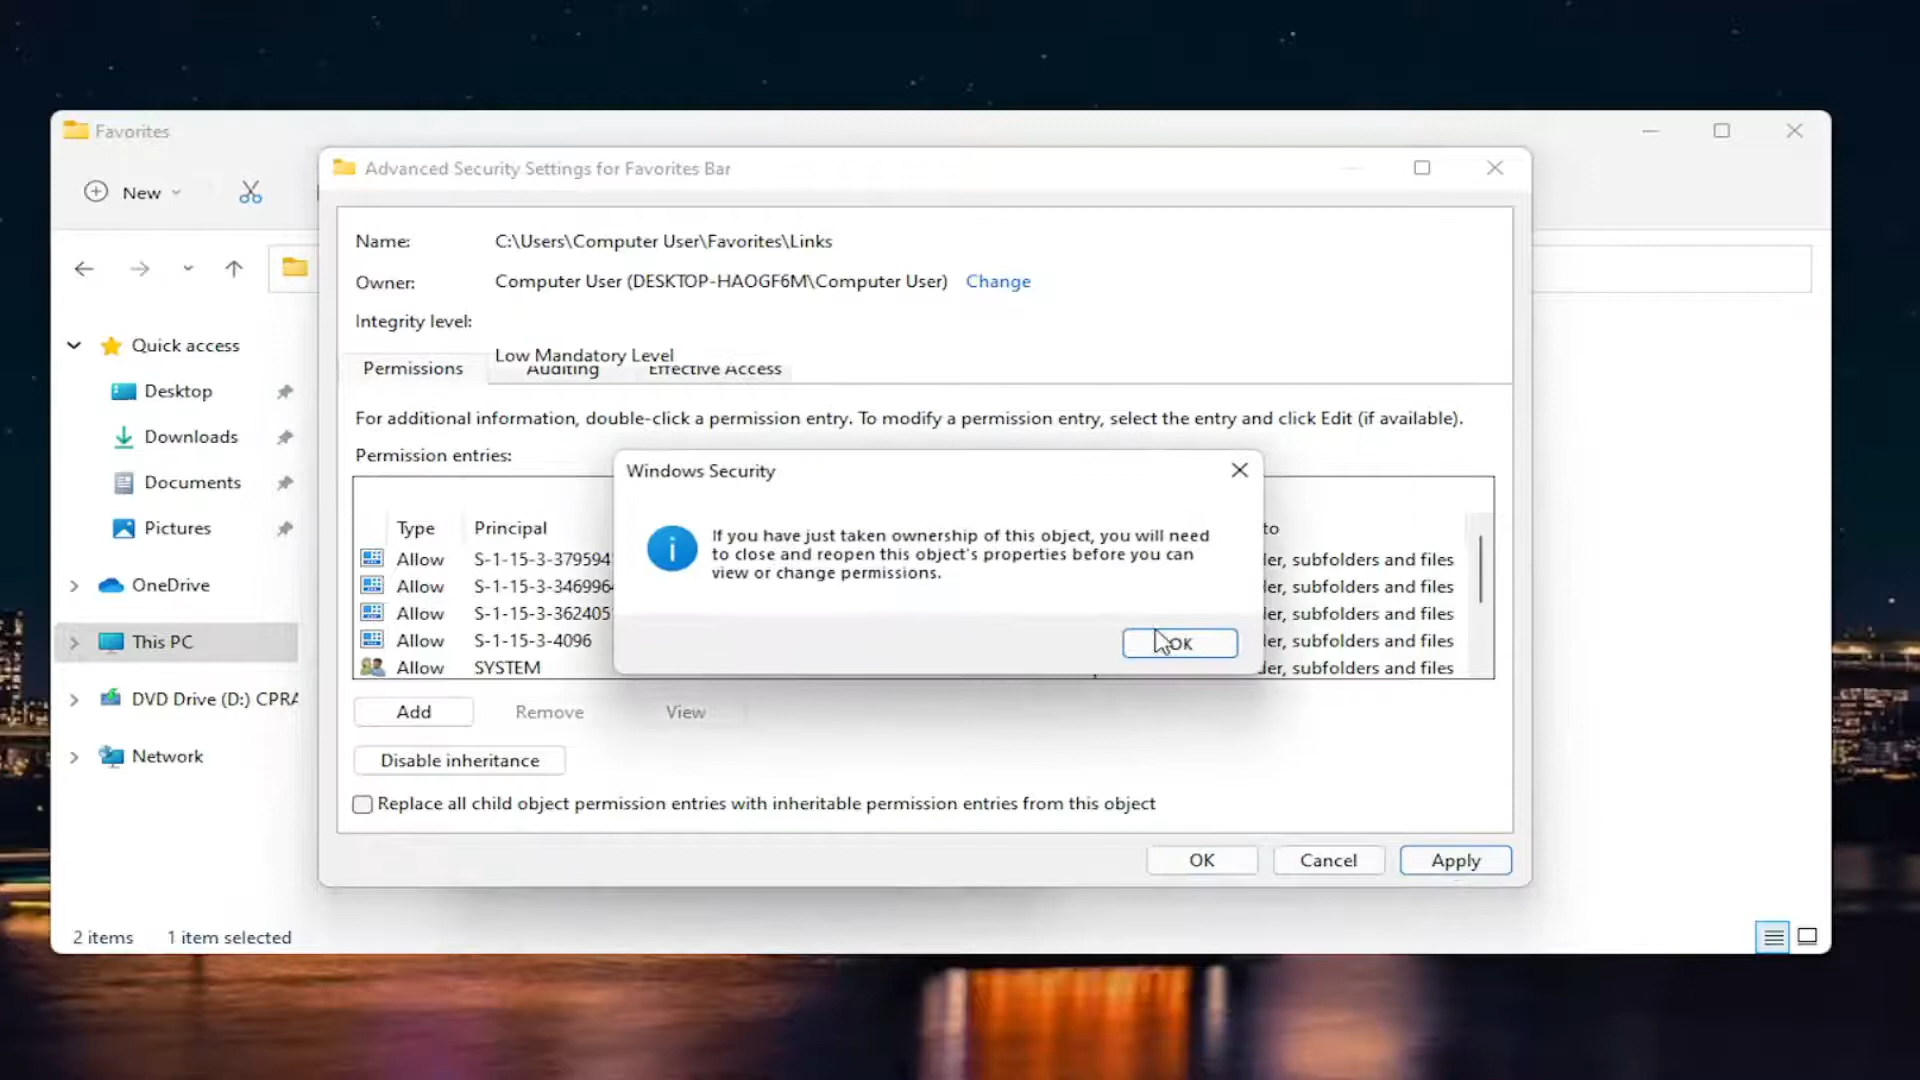 Favorites
New
Advanced Security Settings for Favorites Bar
Name: C:\Users\Computer User\Favorites\Links
Owner: Computer User (DESKTOP-HAOGF6M\Computer User) Change
Integrity level:
Low Mandatory Level
Permissions Auditing Effective Access
For additional information, double-click a permission entry. To modify a permission entry, select the entry and click Edit (if available).
Permission entries:
Type Principal to
Allow S-1-15-3-379594 der, subfolders and files
Allow S-1-15-3-346996 der, subfolders and files
Allow S-1-15-3-362405 der, subfolders and files
Allow S-1-15-3-4096 der, subfolders and files
Allow SYSTEM der, subfolders and files
Windows Security
If you have just taken ownership of this object, you will need
to close and reopen this object's properties before you can
view or change permissions.
OK
Add Remove View
Disable inheritance
Replace all child object permission entries with inheritable permission entries from this object
OK Cancel Apply
Quick access
Desktop
Downloads
Documents
Pictures
OneDrive
This PC
DVD Drive (D:) CPRA
Network
2 items 1 item selected